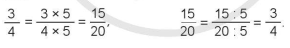 3/4 = (3 × 5)/(4 × 5) = 15/20, 15/20 = (15 : 5)/(20 : 5) = 3/4